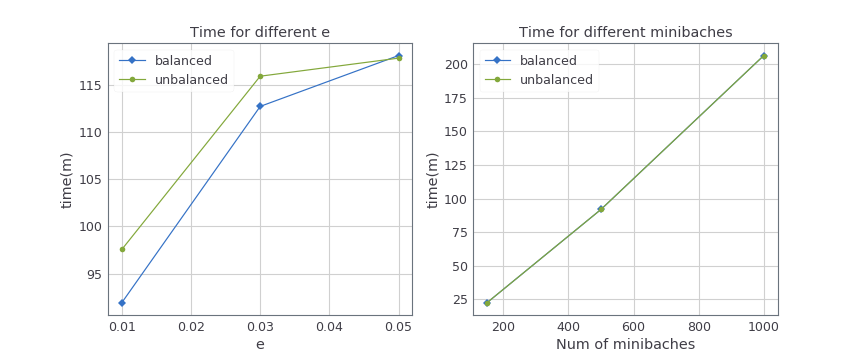 Time for different e
balanced
unbalanced
115
110
105
100
95
time(m)
0.01
0.02
0.03
0.04
0.05
e
Time for different minibaches
balanced
unbalanced
200
175
150
125
100
75
50
25
time(m)
200
400
600
800
1000
Num of minibaches